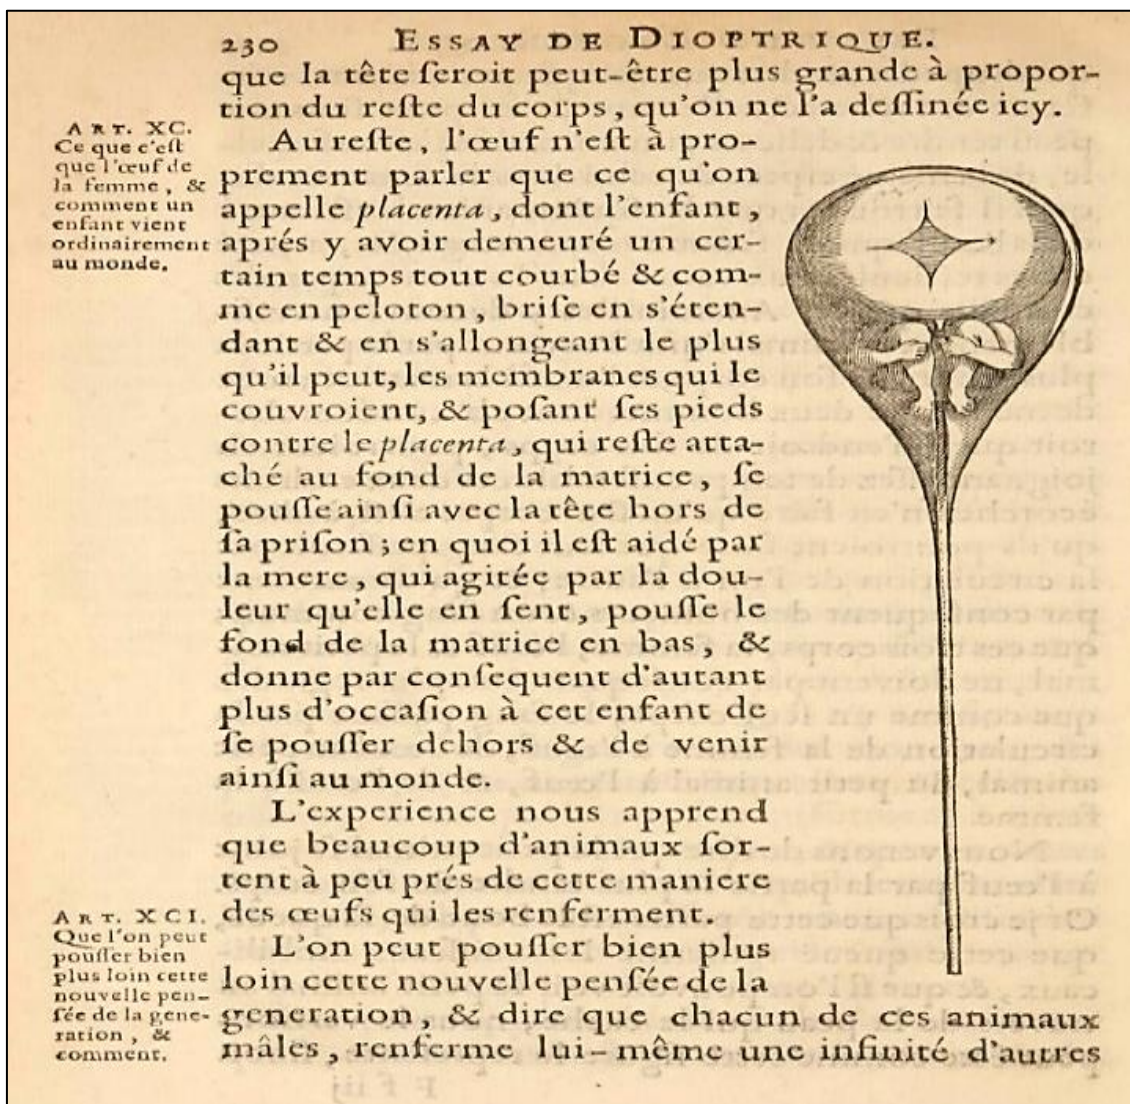 230 ESSAY DE DIOPTRIQUE.
que la tête ſeroit peut-être plus grande à propor-
tion du reſte du corps, qu'on ne l'a deſſinée icy.
ART. XC.
Ce que c'eſt
que l'œuf de
la femme, &
comment un
enfant vient
ordinairement
au monde.
Au reſte, l'œuf n'eſt à pro-
prement parler que ce qu'on
appelle placenta, dont l'enfant,
aprés y avoir demeuré un cer-
tain temps tout courbé & com-
me en peloton, briſe en s'éten-
dant & en s'allongeant le plus
qu'il peut, les membranes qui le
couvroient, & poſant ſes pieds
contre le placenta, qui reſte atta-
ché au fond de la matrice, ſe
pouſſe ainſi avec la tête hors de
ſa priſon; en quoi il eſt aidé par
la mere, qui agitée par la dou-
leur qu'elle en ſent, pouſſe le
fond de la matrice en bas, &
donne par conſequent d'autant
plus d'occaſion à cet enfant de
ſe pouſſer dehors & de venir
ainſi au monde.
L'experience nous apprend
que beaucoup d'animaux ſor-
tent à peu prés de cette maniere
des œufs qui les renferment.
ART. XCI.
Que l'on peut
pouſſer bien
plus loin cette
nouvelle pen-
ſée de la gene-
ration, &
comment.
L'on peut pouſſer bien plus
loin cette nouvelle penſée de la
generation, & dire que chacun de ces animaux
mâles, renferme lui-même une infinité d'autres